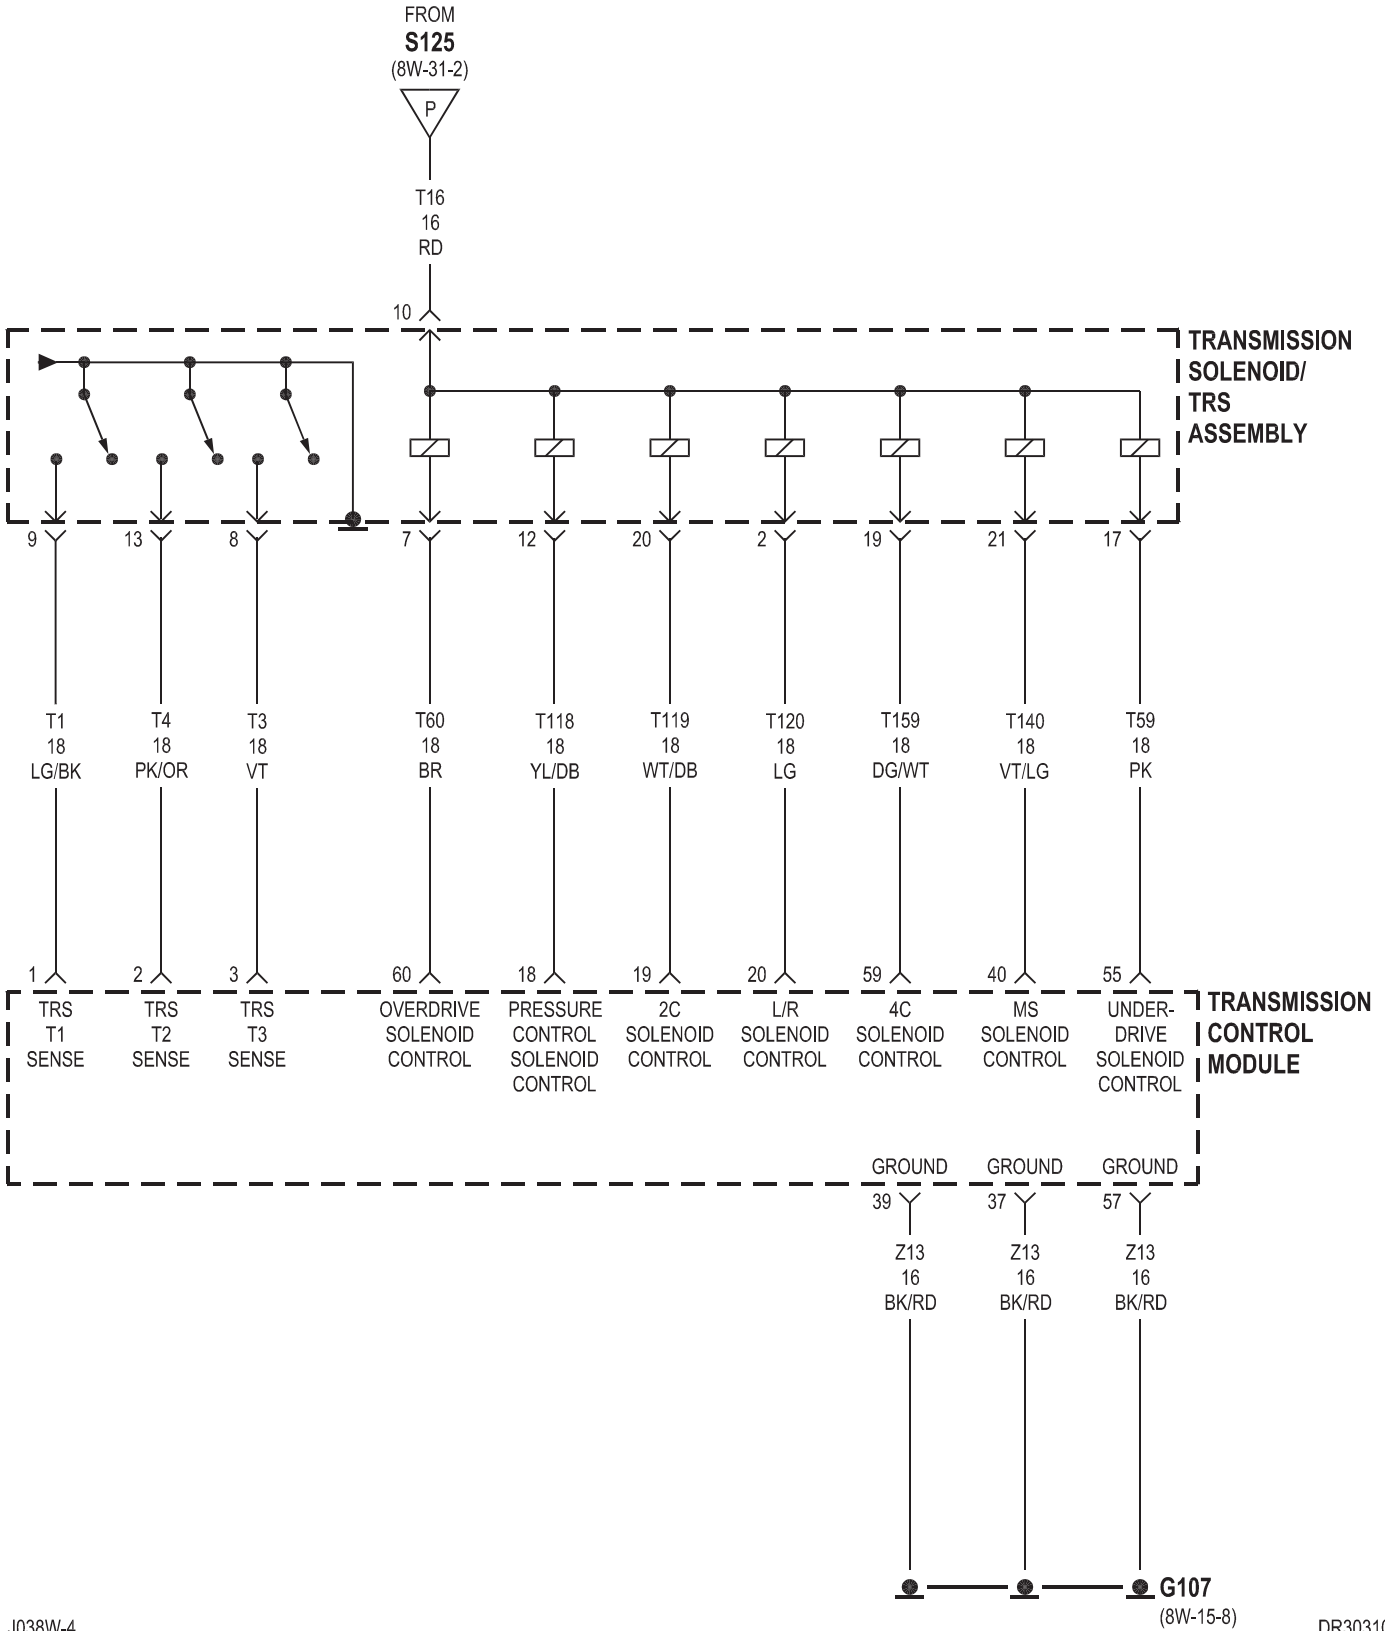 FROM
S125
(8W-31-2)
P
T16
16
RD
10
TRANSMISSION
SOLENOID/
TRS
ASSEMBLY
9 13 8 7 12 20 2 19 21 17
T1 T4 T3 T60 T118 T119 T120 T159 T140 T59
18 18 18 18 18 18 18 18 18 18
LG/BK PK/OR VT BR YL/DB WT/DB LG DG/WT VT/LG PK
1 2 3 60 18 19 20 59 40 55
TRS TRS TRS OVERDRIVE PRESSURE 2C L/R 4C MS UNDER-
T1 T2 T3 SOLENOID CONTROL SOLENOID SOLENOID SOLENOID SOLENOID DRIVE
SENSE SENSE SENSE CONTROL SOLENOID CONTROL CONTROL CONTROL CONTROL SOLENOID
CONTROL CONTROL
TRANSMISSION
CONTROL
MODULE
GROUND GROUND GROUND
39 37 57
Z13 Z13 Z13
16 16 16
BK/RD BK/RD BK/RD
G107
(8W-15-8)
J038W-4 DR30310